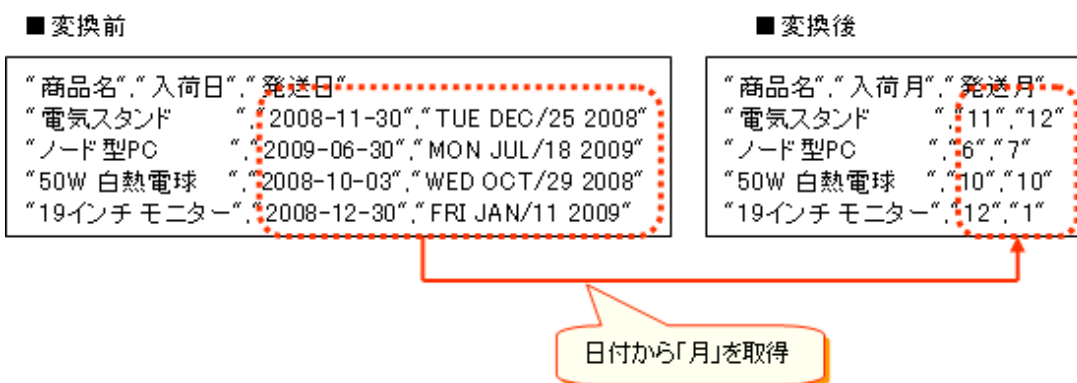 ■変換前
"商品名","入荷日","発送日"
"電気スタンド　　　","2008-11-30","TUE DEC/25 2008"
"ノード型PC　　　","2009-06-30","MON JUL/18 2009"
"50W 白熱電球　","2008-10-03","WED OCT/29 2008"
"19インチ モニター","2008-12-30","FRI JAN/11 2009"
■変換後
"商品名","入荷月","発送月"
"電気スタンド　　　","11","12"
"ノード型PC　　　","6","7"
"50W 白熱電球　","10","10"
"19インチ モニター","12","1"
日付から「月」を取得